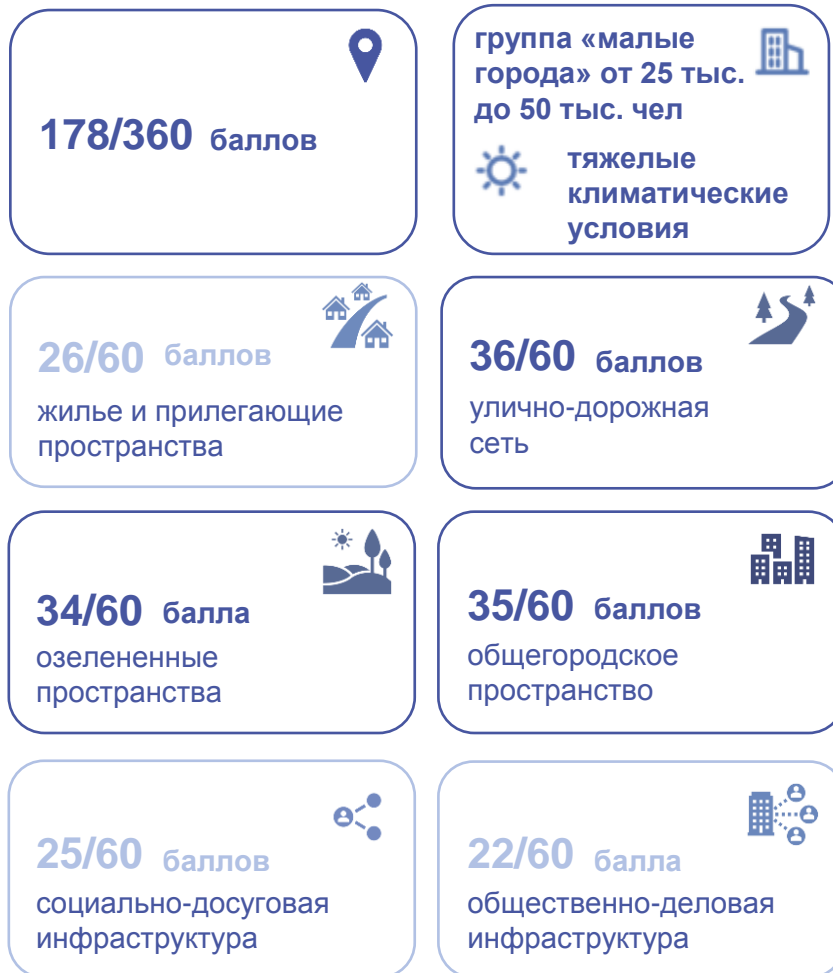 178/360 баллов
группа «малые
города» от 25 тыс.
до 50 тыс. чел
тяжелые
климатические
условия
26/60 баллов
жилье и прилегающие
пространства
36/60 баллов
улично-дорожная
сеть
34/60 балла
озелененные
пространства
35/60 баллов
общегородское
пространство
25/60 баллов
социально-досуговая
инфраструктура
22/60 балла
общественно-деловая
инфраструктура